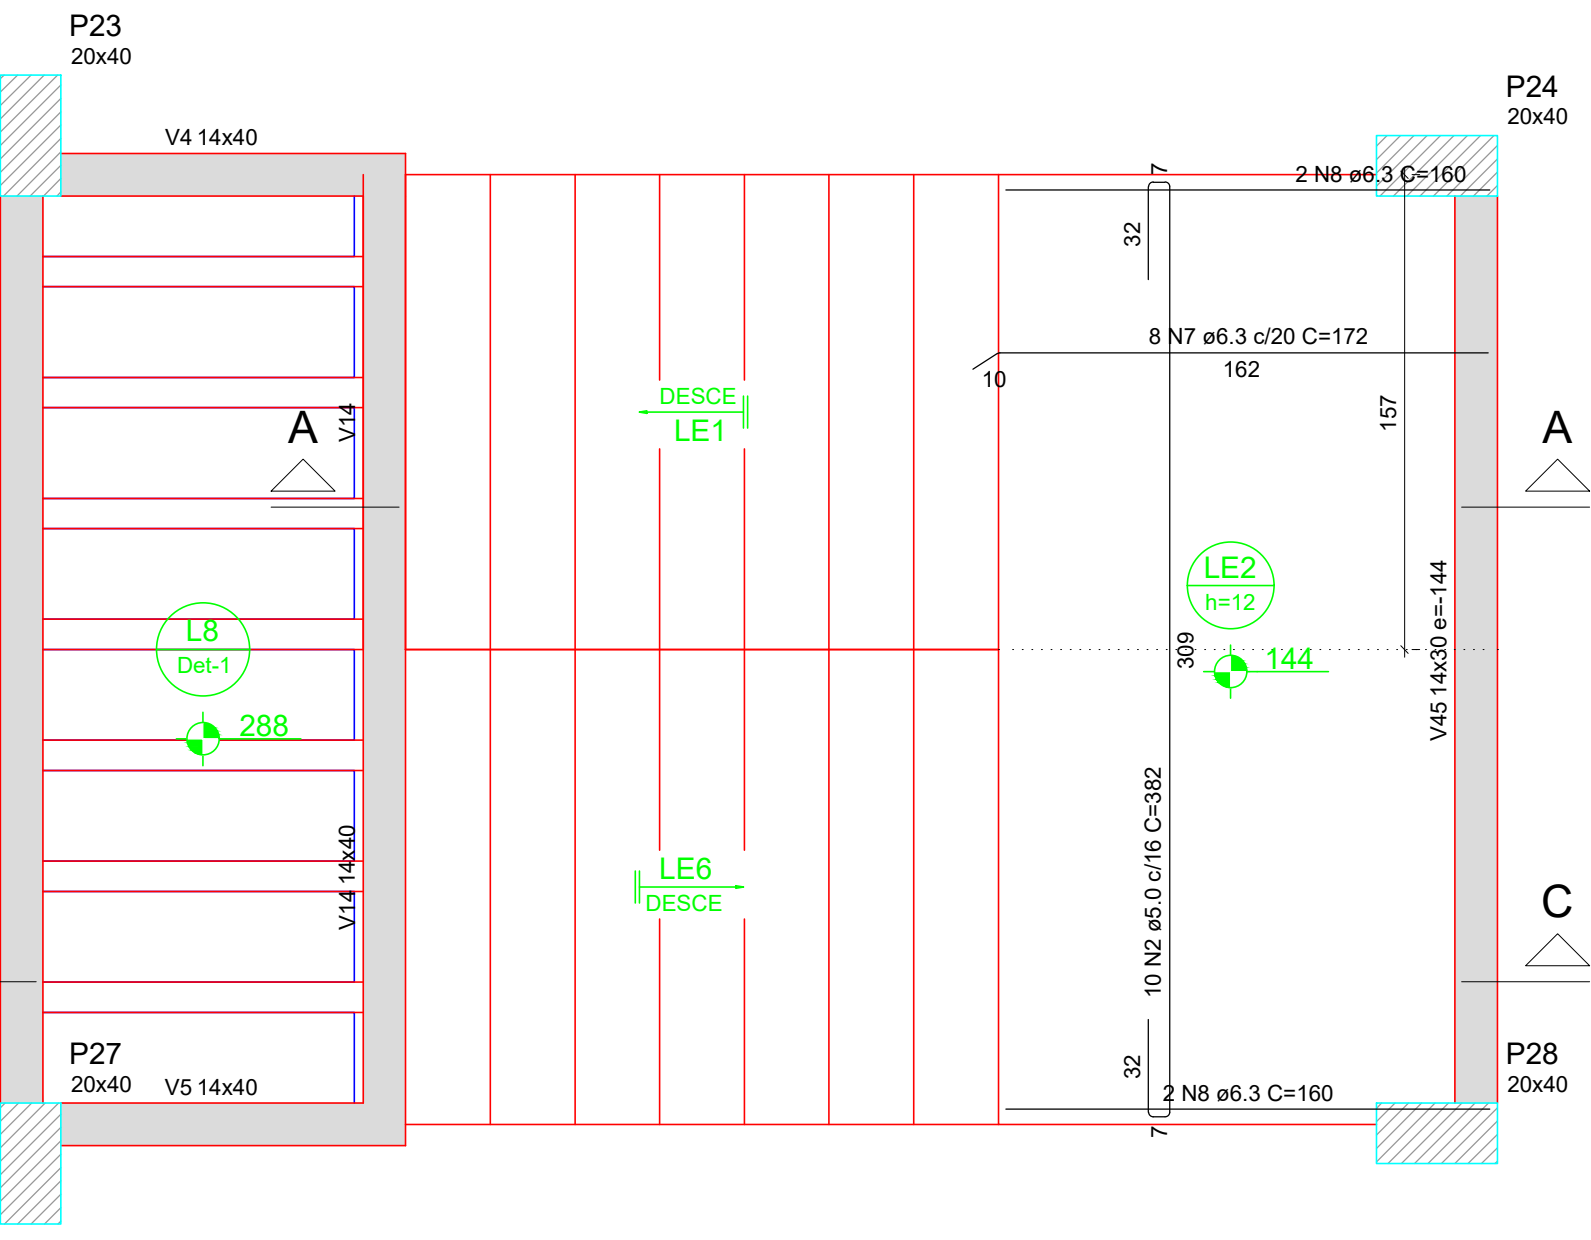 P23
20x40
V4 14x40
P24
20x40
7
2 N8 ø6.3 C=160
32
8 N7 ø6.3 c/20 C=172
162
10
157
DESCE
LE1
V14
A
A
LE2
h=12
L8
Det-1
309
144
V45 14x30 e=-144
288
V14 14x40
LE6
DESCE
10 N2 ø5.0 c/16 C=382
C
P27
20x40
V5 14x40
32
2 N8 ø6.3 C=160
7
P28
20x40